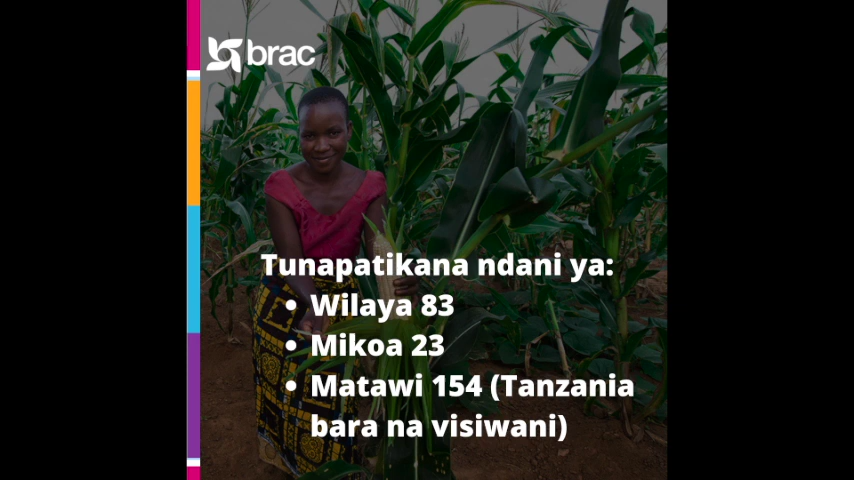 brac
Tunapatikana ndani ya:
• Wilaya 83
• Mikoa 23
• Matawi 154 (Tanzania
bara na visiwani)